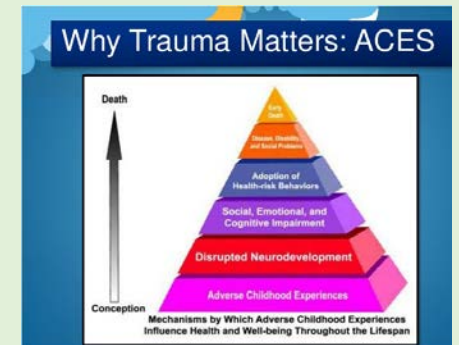 Why Trauma Matters: ACES
Death
Early
Death
Disease, Disability,
and Social Problems
Adoption of
Health-risk Behaviors
Social, Emotional, and
Cognitive Impairment
Disrupted Neurodevelopment
Adverse Childhood Experiences
Conception
Mechanisms by Which Adverse Childhood Experiences
Influence Health and Well-being Throughout the Lifespan